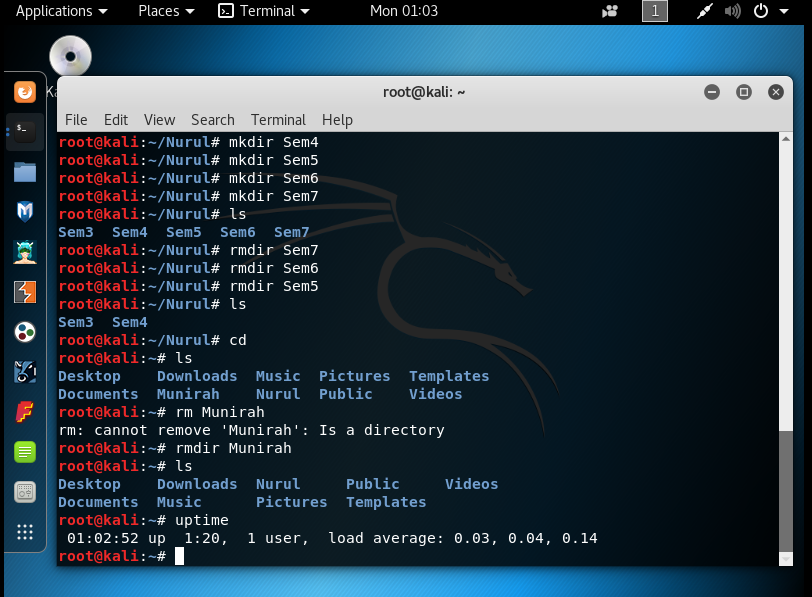 Applications Places Terminal Mon 01:03 1
Ka
root@kali: ~
File Edit View Search Terminal Help
root@kali:~/Nurul# mkdir Sem4
root@kali:~/Nurul# mkdir Sem5
root@kali:~/Nurul# mkdir Sem6
root@kali:~/Nurul# mkdir Sem7
root@kali:~/Nurul# ls
Sem3  Sem4  Sem5  Sem6  Sem7
root@kali:~/Nurul# rmdir Sem7
root@kali:~/Nurul# rmdir Sem6
root@kali:~/Nurul# rmdir Sem5
root@kali:~/Nurul# ls
Sem3  Sem4
root@kali:~/Nurul# cd
root@kali:~# ls
Desktop    Downloads  Music  Pictures  Templates
Documents  Munirah    Nurul  Public    Videos
root@kali:~# rm Munirah
rm: cannot remove 'Munirah': Is a directory
root@kali:~# rmdir Munirah
root@kali:~# ls
Desktop    Downloads  Nurul     Public     Videos
Documents  Music      Pictures  Templates
root@kali:~# uptime
 01:02:52 up  1:20,  1 user,  load average: 0.03, 0.04, 0.14
root@kali:~#